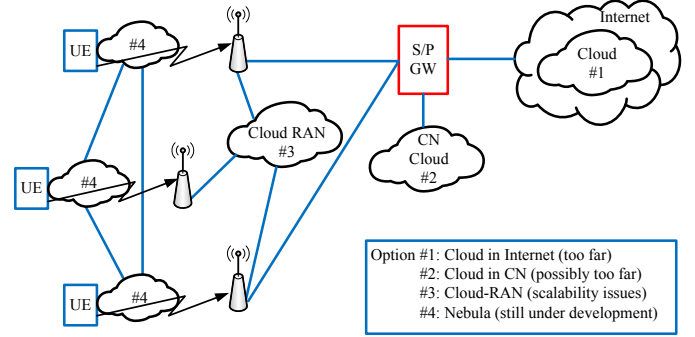 Internet
UE
#4
S/P
GW
Cloud
#1
Cloud RAN
#3
CN
Cloud
#2
UE
#4
UE
#4
Option #1: Cloud in Internet (too far)
#2: Cloud in CN (possibly too far)
#3: Cloud-RAN (scalability issues)
#4: Nebula (still under development)